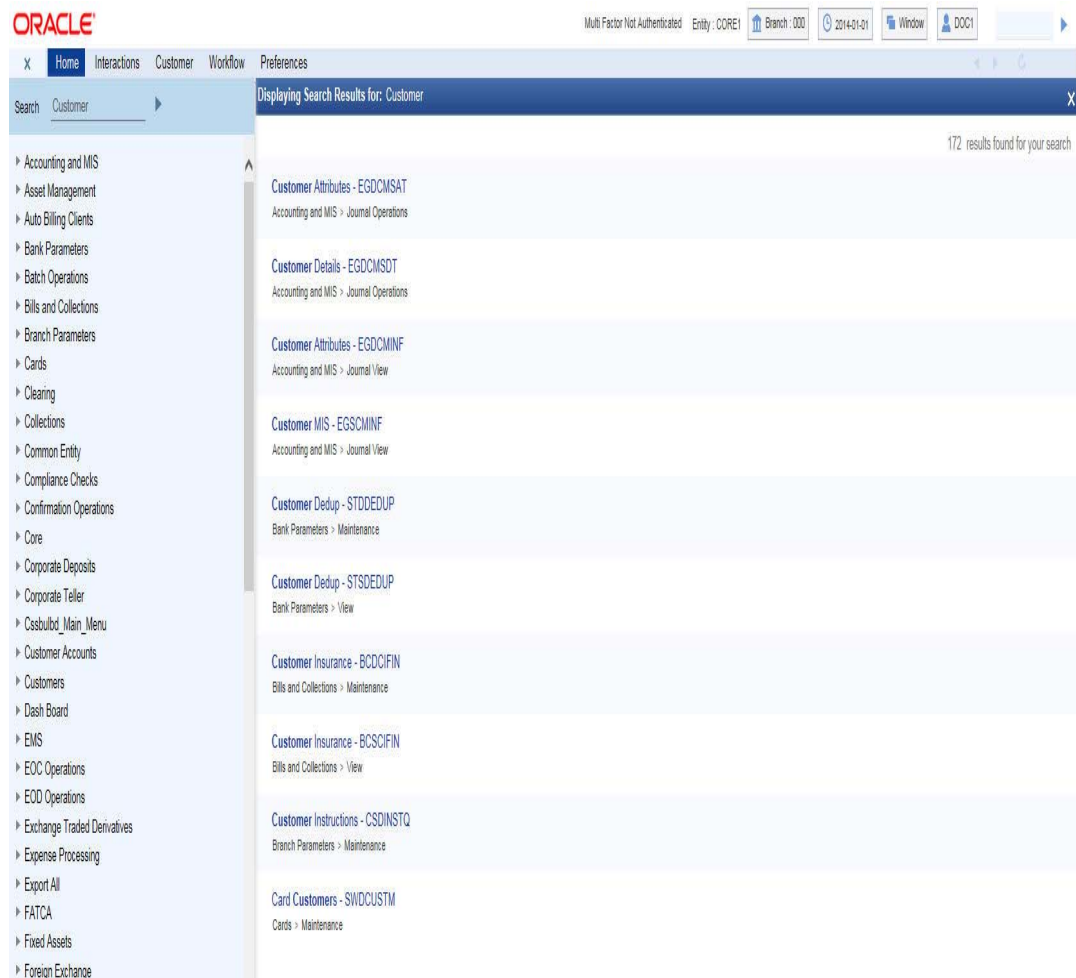 ORACLE®
Multi Factor Not Authenticated Entity : CORE1 Branch : 000 2014-01-01 Window DOC1
X Home Interactions Customer Workflow Preferences
Search Customer
Displaying Search Results for: Customer X
172 results found for your search
Accounting and MIS
Asset Management
Auto Billing Clients
Bank Parameters
Batch Operations
Bills and Collections
Branch Parameters
Cards
Clearing
Collections
Common Entity
Compliance Checks
Confirmation Operations
Core
Corporate Deposits
Corporate Teller
Cssbulbd_Main_Menu
Customer Accounts
Customers
Dash Board
EMS
EOC Operations
EOD Operations
Exchange Traded Derivatives
Expense Processing
Export All
FATCA
Fixed Assets
Foreign Exchange
Customer Attributes - EGDCMSAT
Accounting and MIS > Journal Operations
Customer Details - EGDCMSDT
Accounting and MIS > Journal Operations
Customer Attributes - EGDCMINF
Accounting and MIS > Journal View
Customer MIS - EGSCMINF
Accounting and MIS > Journal View
Customer Dedup - STDDEDUP
Bank Parameters > Maintenance
Customer Dedup - STSDEDUP
Bank Parameters > View
Customer Insurance - BCDCIFIN
Bills and Collections > Maintenance
Customer Insurance - BCSCIFIN
Bills and Collections > View
Customer Instructions - CSDINSTQ
Branch Parameters > Maintenance
Card Customers - SWDCUSTM
Cards > Maintenance